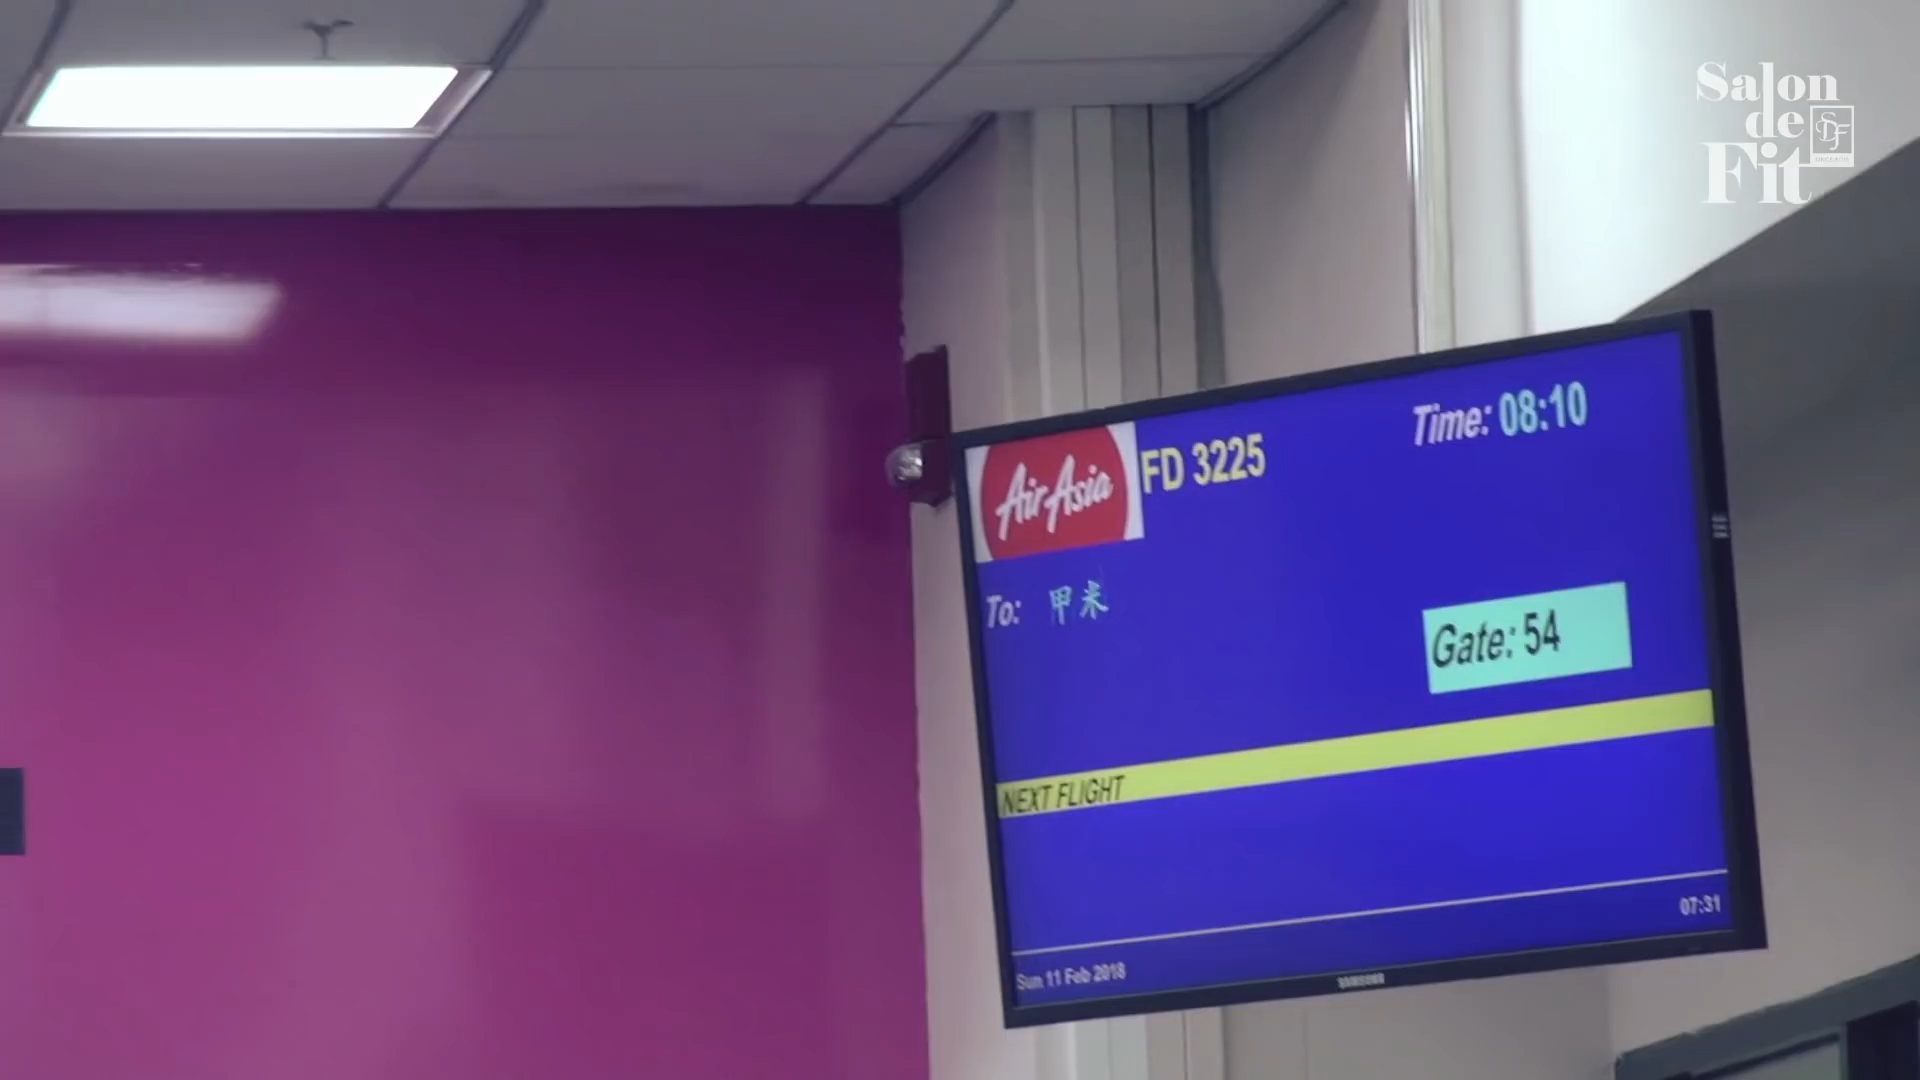 Salon
de
Fit
AirAsia
FD 3225
Time: 08:10
To: 甲米
Gate: 54
NEXT FLIGHT
07:31
Sun 11 Feb 2018
SAMSUNG